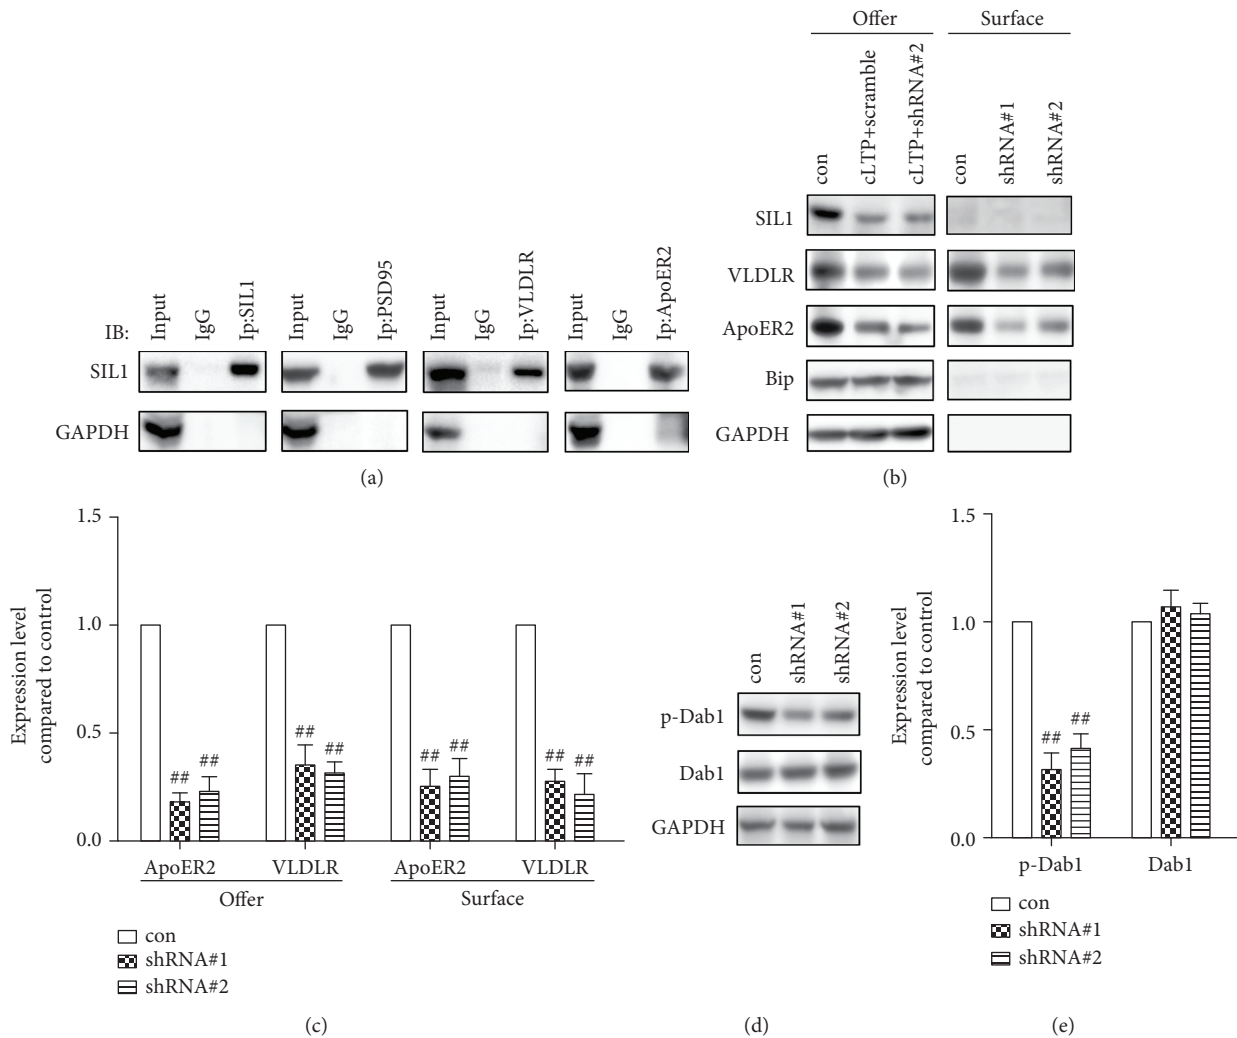 IB:
Input
IgG
Ip:SIL1
Input
IgG
Ip:PSD95
Input
IgG
Ip:VLDLR
Input
IgG
Ip:ApoER2
SIL1
GAPDH
(a)
Offer
Surface
con
cLTP+scramble
cLTP+shRNA#2
con
shRNA#1
shRNA#2
SIL1
VLDLR
ApoER2
Bip
GAPDH
(b)
Expression level
compared to control
1.5
1.0
0.5
0.0
## ## ## ## ## ## ## ##
ApoER2 VLDLR ApoER2 VLDLR
Offer Surface
con
shRNA#1
shRNA#2
(c)
con
shRNA#1
shRNA#2
p-Dab1
Dab1
GAPDH
(d)
Expression level
compared to control
1.5
1.0
0.5
0.0
## ##
p-Dab1 Dab1
con
shRNA#1
shRNA#2
(e)